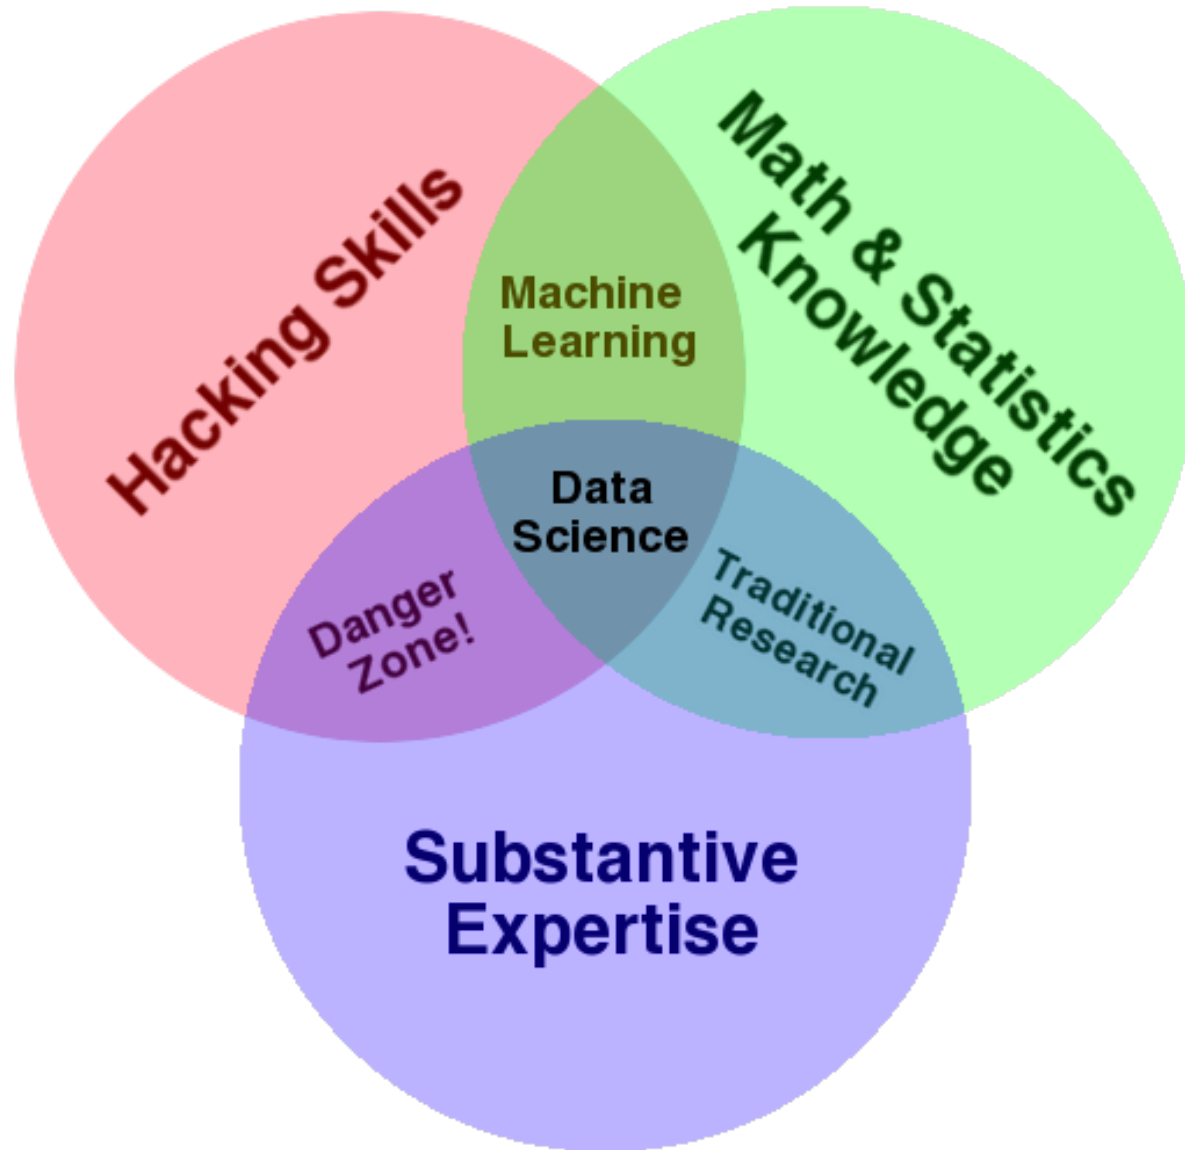 Hacking Skills
Math & Statistics
Knowledge
Machine
Learning
Data
Science
Danger
Zone!
Traditional
Research
Substantive
Expertise